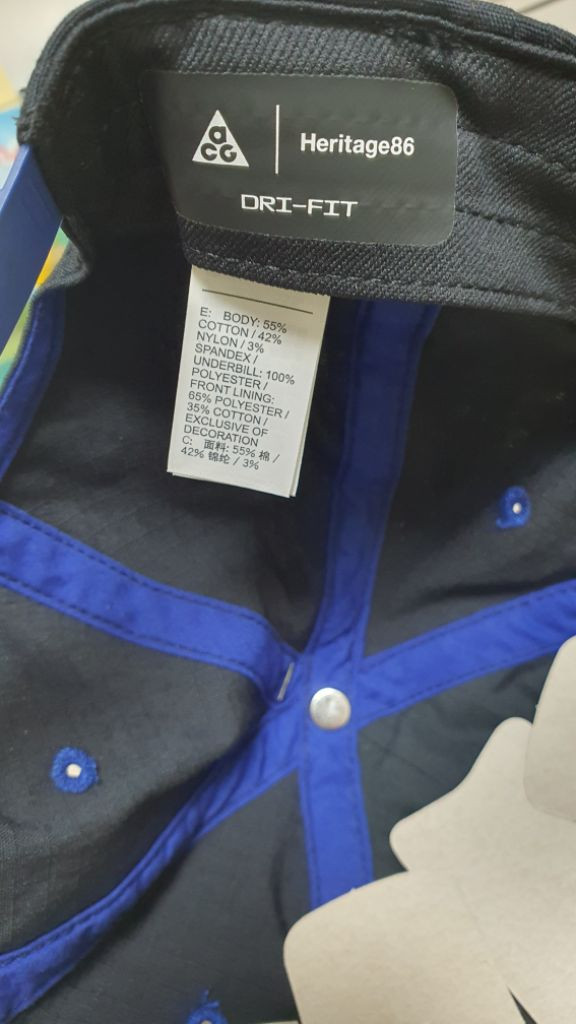 aCG
Heritage86
DRI-FIT
E: BODY: 55%
COTTON / 42%
NYLON / 3%
SPANDEX /
UNDERBILL: 100%
POLYESTER /
FRONT LINING:
65% POLYESTER /
35% COTTON /
EXCLUSIVE OF
DECORATION
C: 面料: 55% 棉 /
42% 锦纶 / 3%